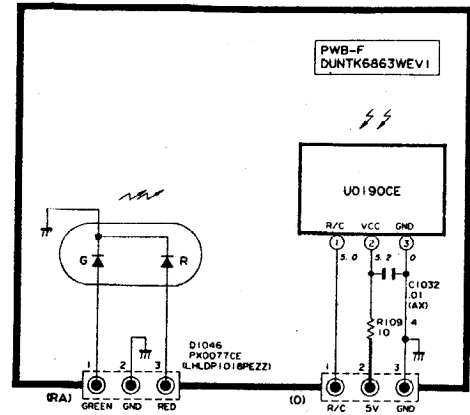 PWB-F
DUNTK6863WEV1
U0190CE
R/C VCC GND
1 2 3
5.0 5.2 0
C1032
.01
(AX)
R109
10
4
G R
D1046
PX0077CE
(LHLDP1018PEZZ)
1 2 3
(RA)
GREEN GND RED
1 2 3
(O)
R/C 5V GND